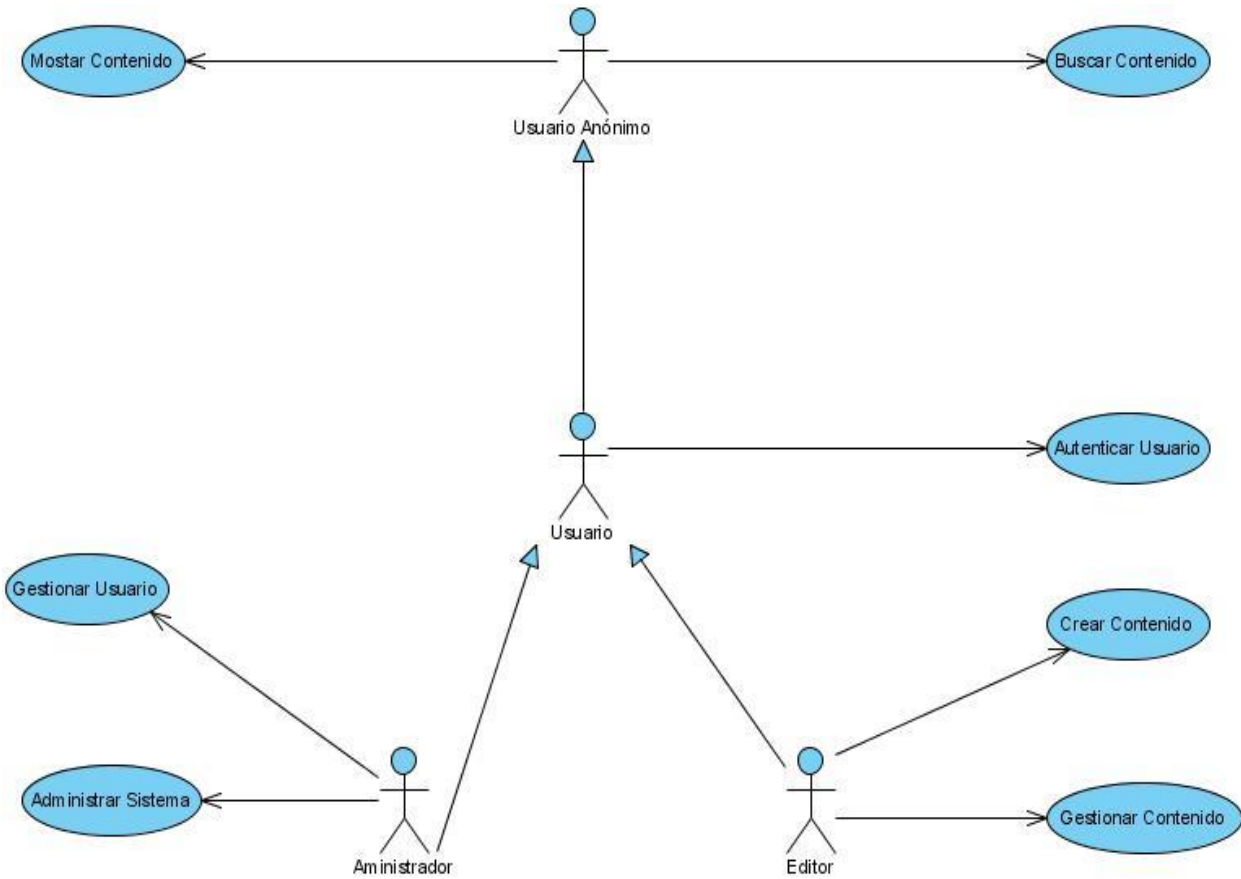 Mostar Contenido
Buscar Contenido
Usuario Anónimo
Autenticar Usuario
Usuario
Gestionar Usuario
Crear Contenido
Administrar Sistema
Gestionar Contenido
Aministrador
Editor